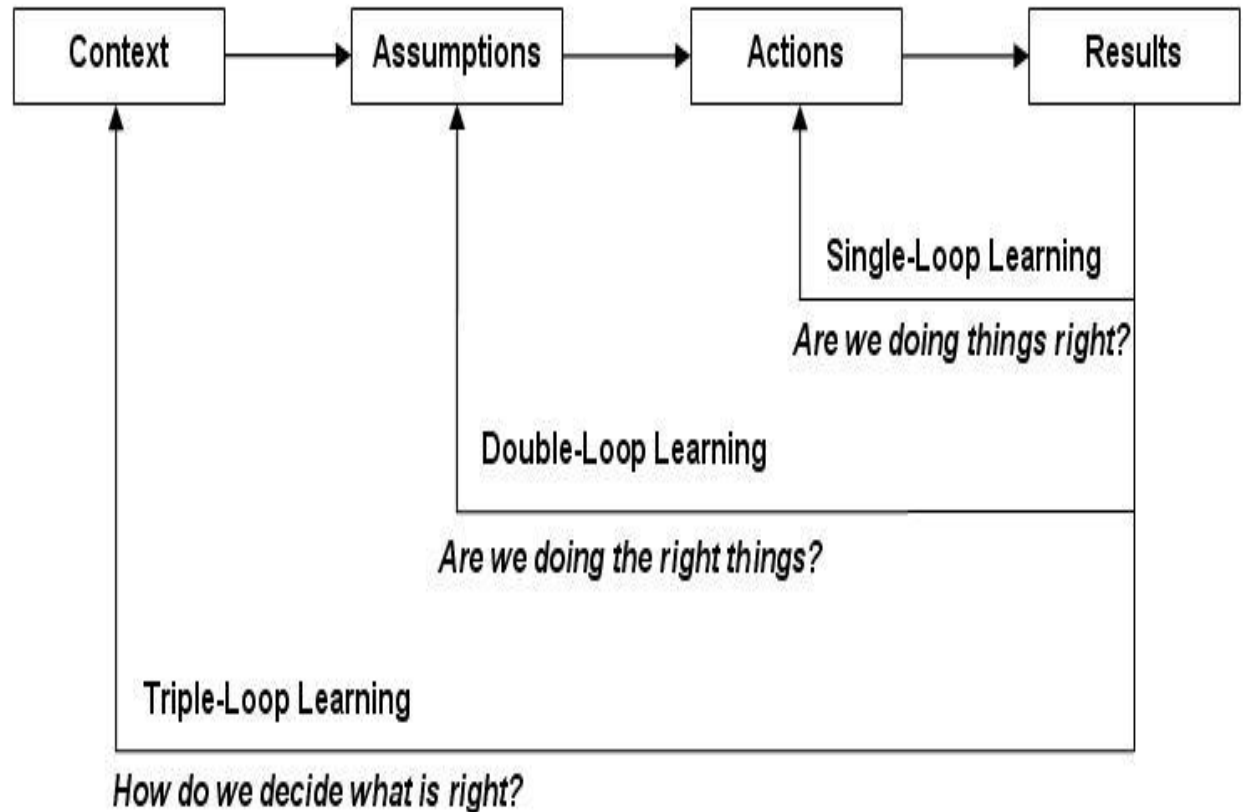 Context
Assumptions
Actions
Results
Single-Loop Learning
Are we doing things right?
Double-Loop Learning
Are we doing the right things?
Triple-Loop Learning
How do we decide what is right?